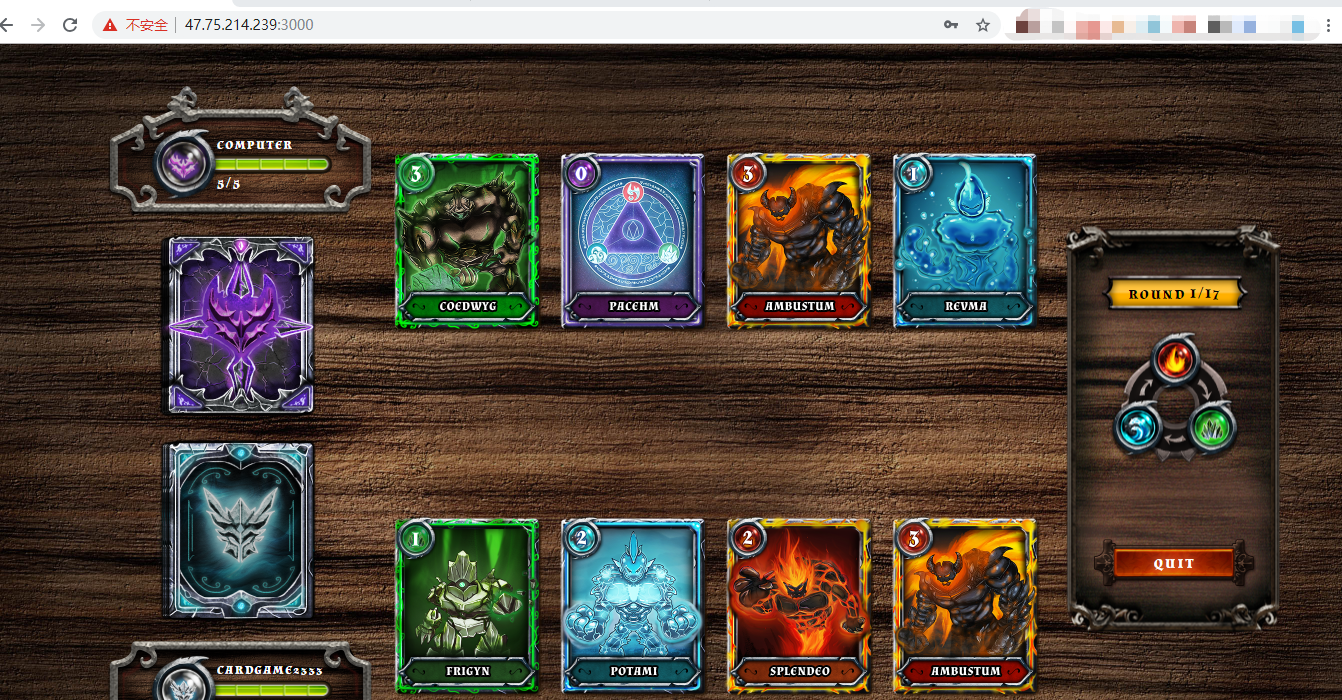 不安全
47.75.214.239:3000
COMPUTER
5/5
3
COEDWYG
0
PACEHM
3
AMBUSTUM
1
REVMA
ROUND 1/17
QUIT
1
FRIGYN
2
POTAMI
2
SPLENDEO
3
AMBUSTUM
CARDGAME2333